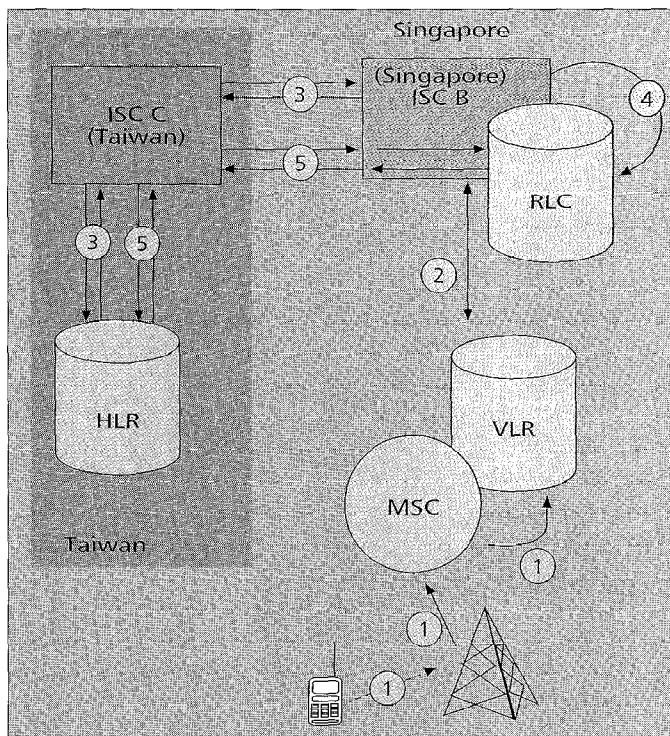 Singapore
ISC C
(Taiwan)
3
(Singapore)
ISC B
4
5
RLC
3
5
2
HLR
VLR
MSC
Taiwan
1
1
1